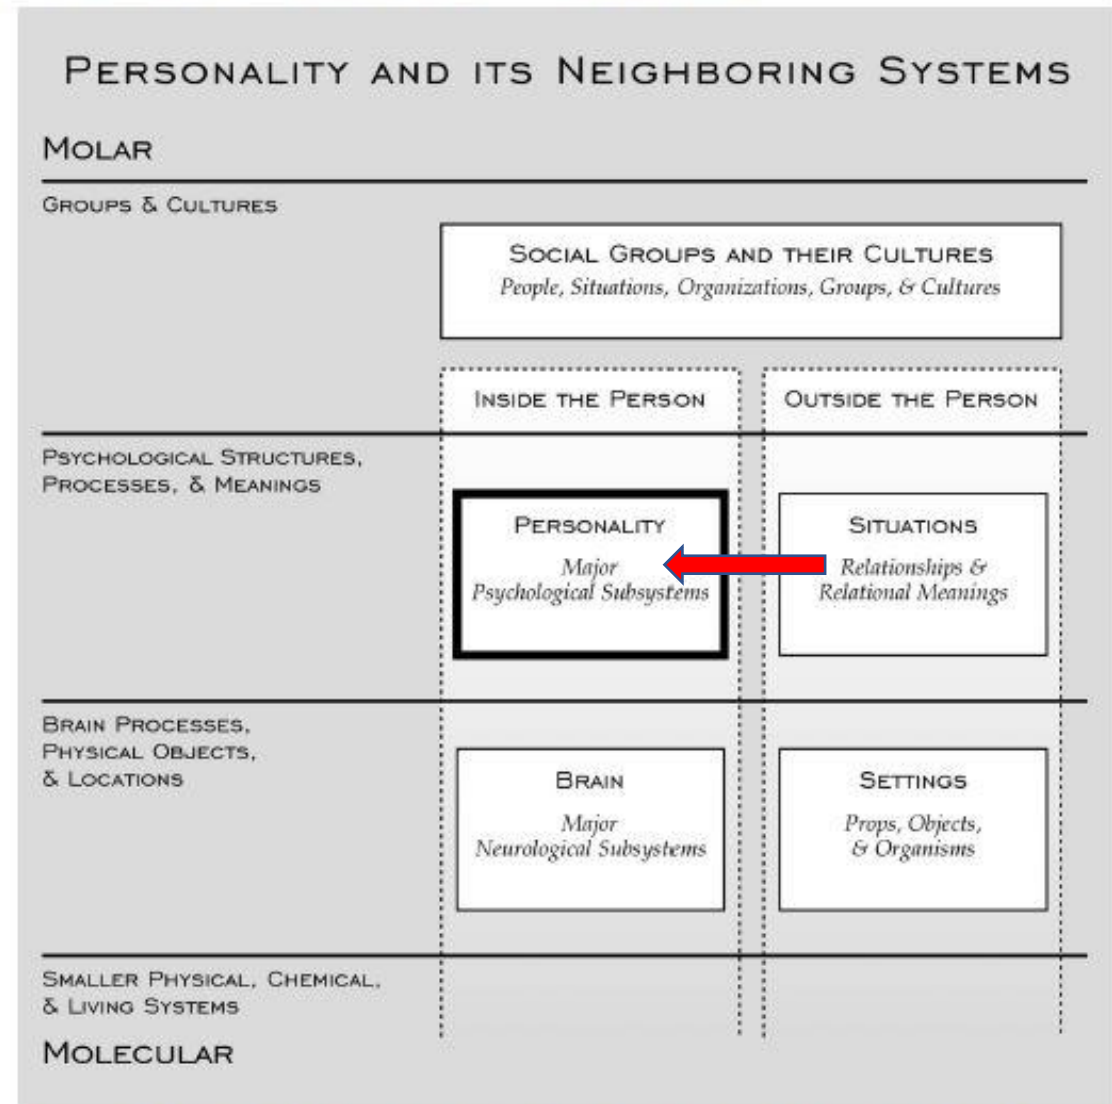 PERSONALITY AND ITS NEIGHBORING SYSTEMS
MOLAR
GROUPS & CULTURES
SOCIAL GROUPS AND THEIR CULTURES
People, Situations, Organizations, Groups, & Cultures
INSIDE THE PERSON
OUTSIDE THE PERSON
PSYCHOLOGICAL STRUCTURES,
PROCESSES, & MEANINGS
PERSONALITY
Major
Psychological Subsystems
SITUATIONS
Relationships &
Relational Meanings
BRAIN PROCESSES,
PHYSICAL OBJECTS,
& LOCATIONS
BRAIN
Major
Neurological Subsystems
SETTINGS
Props, Objects,
& Organisms
SMALLER PHYSICAL, CHEMICAL,
& LIVING SYSTEMS
MOLECULAR